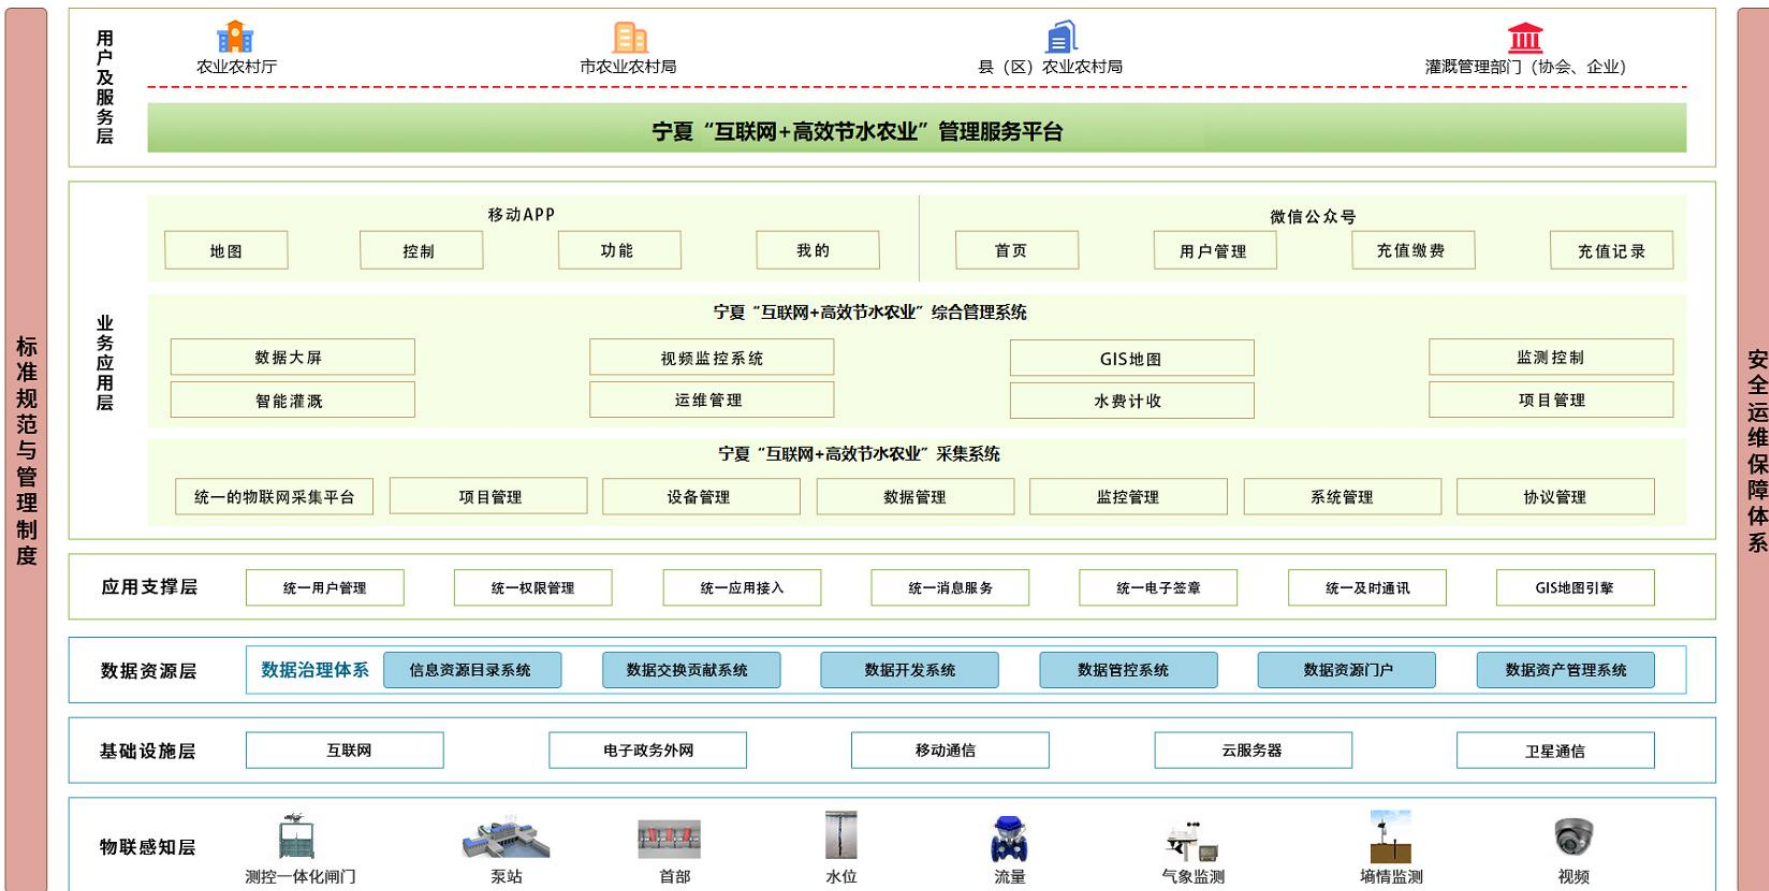 标准规范与管理制度
用户及服务层
农业农村厅
市农业农村局
县（区）农业农村局
灌溉管理部门（协会、企业）
宁夏“互联网+高效节水农业”管理服务平台
业务应用层
移动APP
微信公众号
地图
控制
功能
我的
首页
用户管理
充值缴费
充值记录
宁夏“互联网+高效节水农业”综合管理系统
数据大屏
视频监控系统
GIS地图
监测控制
智能灌溉
运维管理
水费计收
项目管理
宁夏“互联网+高效节水农业”采集系统
统一的物联网采集平台
项目管理
设备管理
数据管理
监控管理
系统管理
协议管理
应用支撑层
统一用户管理
统一权限管理
统一应用接入
统一消息服务
统一电子签章
统一及时通讯
GIS地图引擎
数据资源层
数据治理体系
信息资源目录系统
数据交换贡献系统
数据开发系统
数据管控系统
数据资源门户
数据资产管理系统
基础设施层
互联网
电子政务外网
移动通信
云服务器
卫星通信
物联感知层
测控一体化闸门
泵站
首部
水位
流量
气象监测
墒情监测
视频
安全运维保障体系